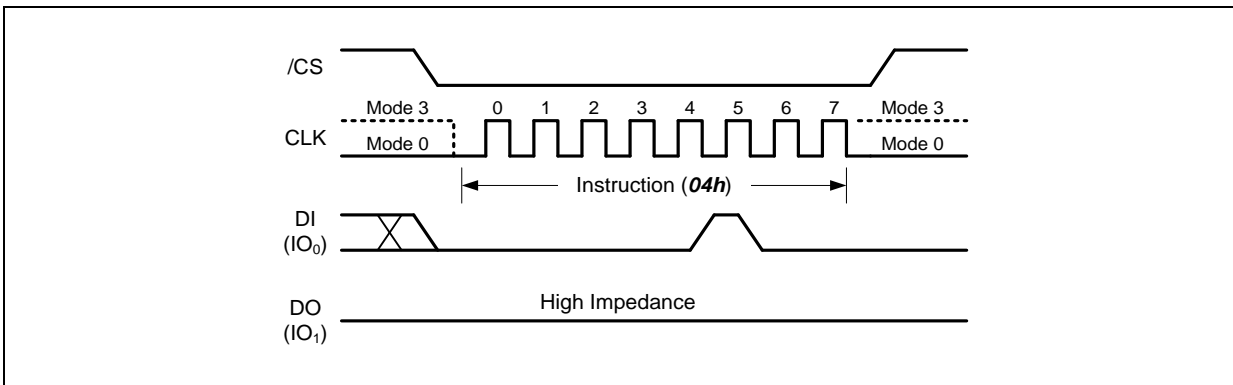 /CS
Mode 3 0 1 2 3 4 5 6 7 Mode 3
CLK
Mode 0 Mode 0
Instruction (04h)
DI
(IO₀)
High Impedance
DO
(IO₁)